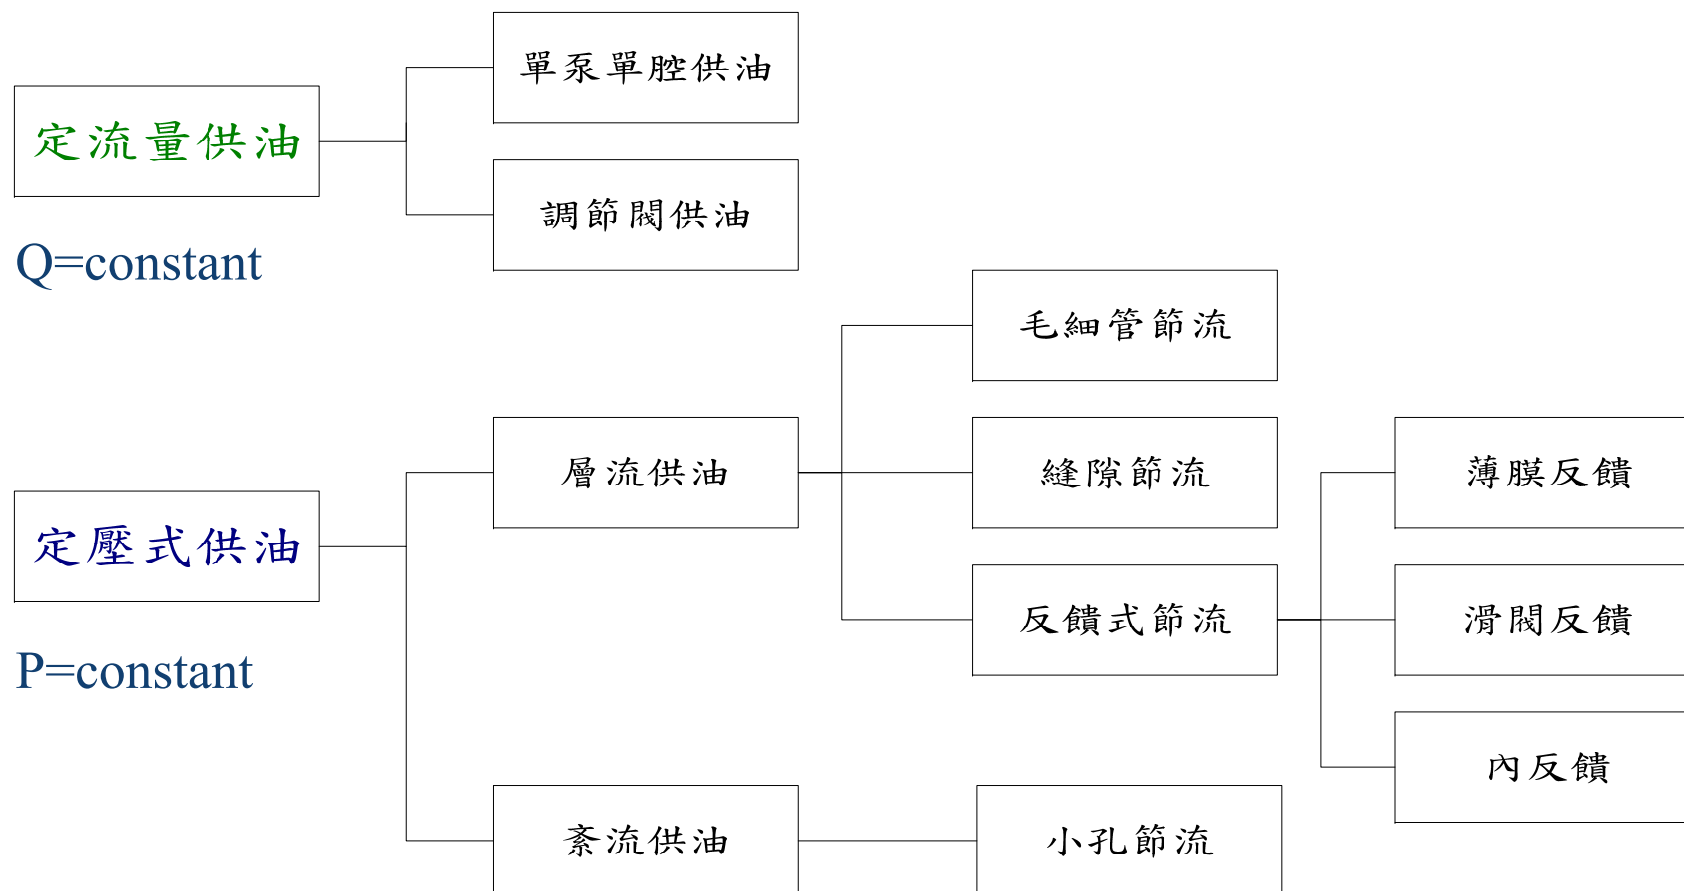 單泵單腔供油
定流量供油
調節閥供油
Q=constant
毛細管節流
層流供油
縫隙節流
薄膜反饋
定壓式供油
反饋式節流
滑閥反饋
P=constant
內反饋
紊流供油
小孔節流